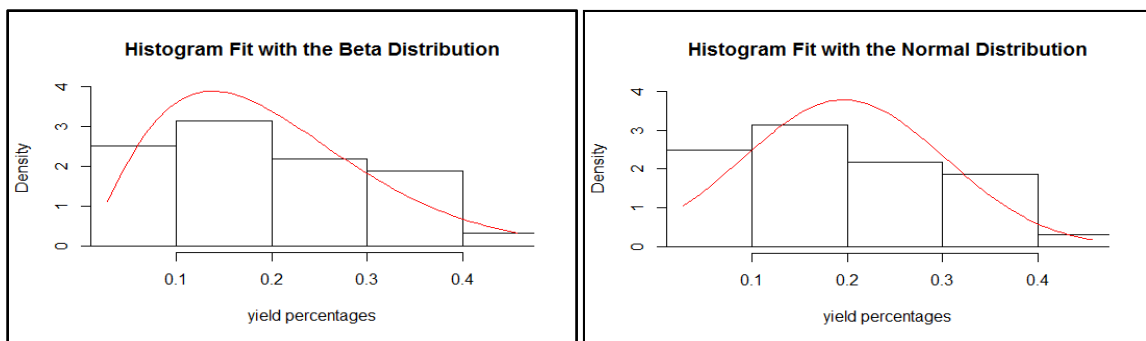 Histogram Fit with the Beta Distribution
4
3
2
1
0
Density
0.1 0.2 0.3 0.4
yield percentages
Histogram Fit with the Normal Distribution
4
3
2
1
0
Density
0.1 0.2 0.3 0.4
yield percentages